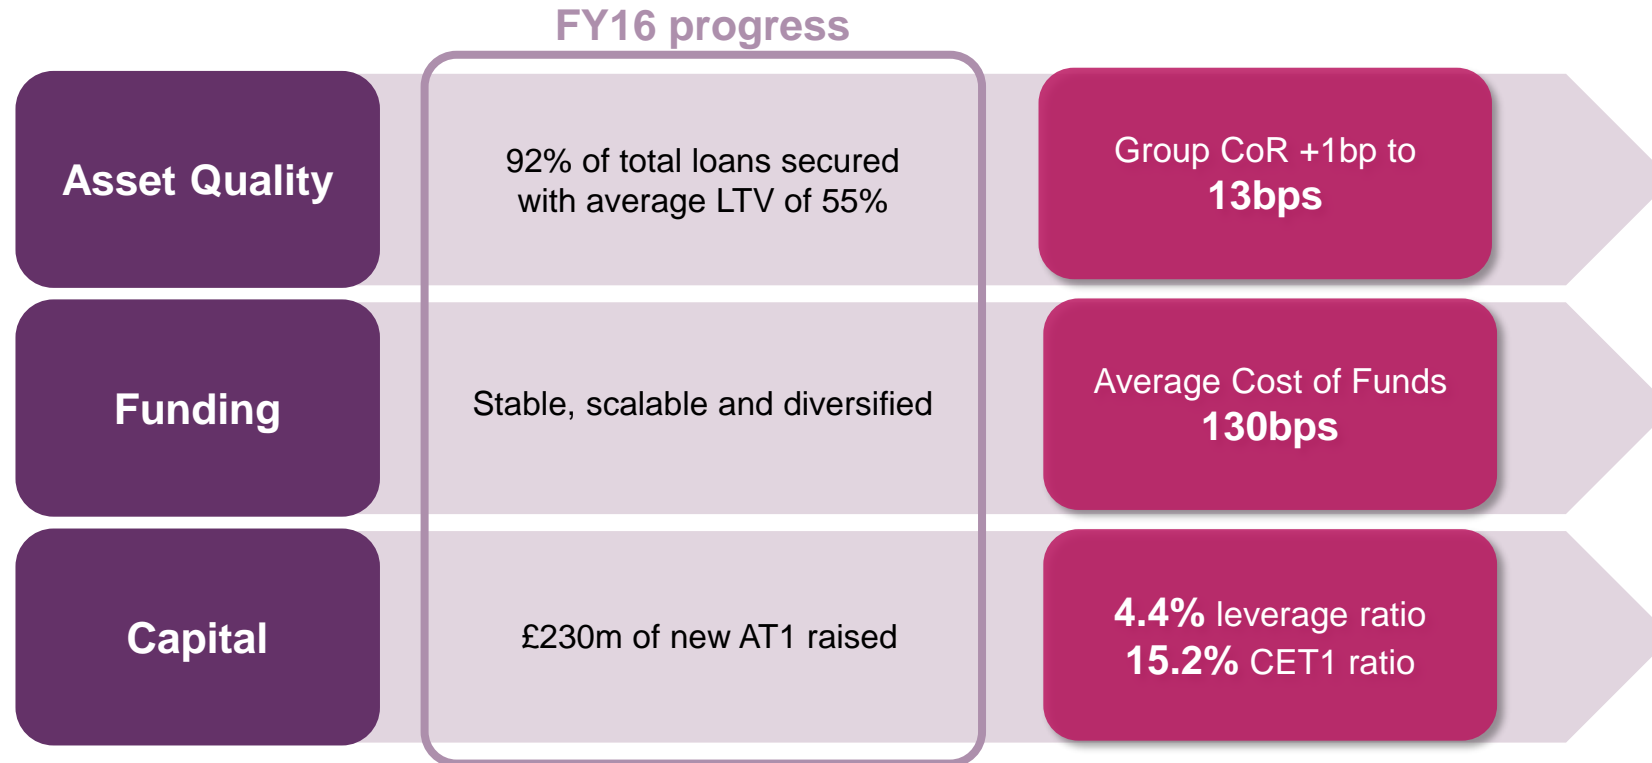 FY16 progress
Asset Quality
92% of total loans secured
with average LTV of 55%
Group CoR +1bp to
13bps
Funding
Stable, scalable and diversified
Average Cost of Funds
130bps
Capital
£230m of new AT1 raised
4.4% leverage ratio
15.2% CET1 ratio